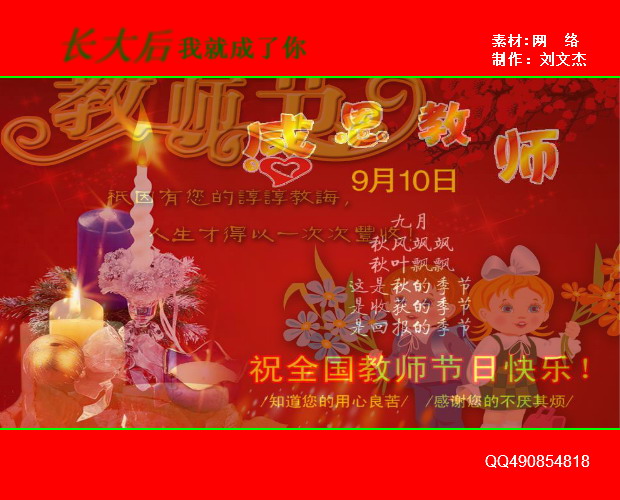 长大后我就成了你
素材:网 络
制作: 刘文杰
教师节
感恩教师
9月10日
祇因有您的諄諄教誨，
人生才得以一次次豐收
九月
秋风飒飒
秋叶飘飘
这是秋的季节
是收获的季节
是回报的季节
祝全国教师节日快乐!
/知道您的用心良苦/ /感谢您的不厌其烦/
QQ490854818